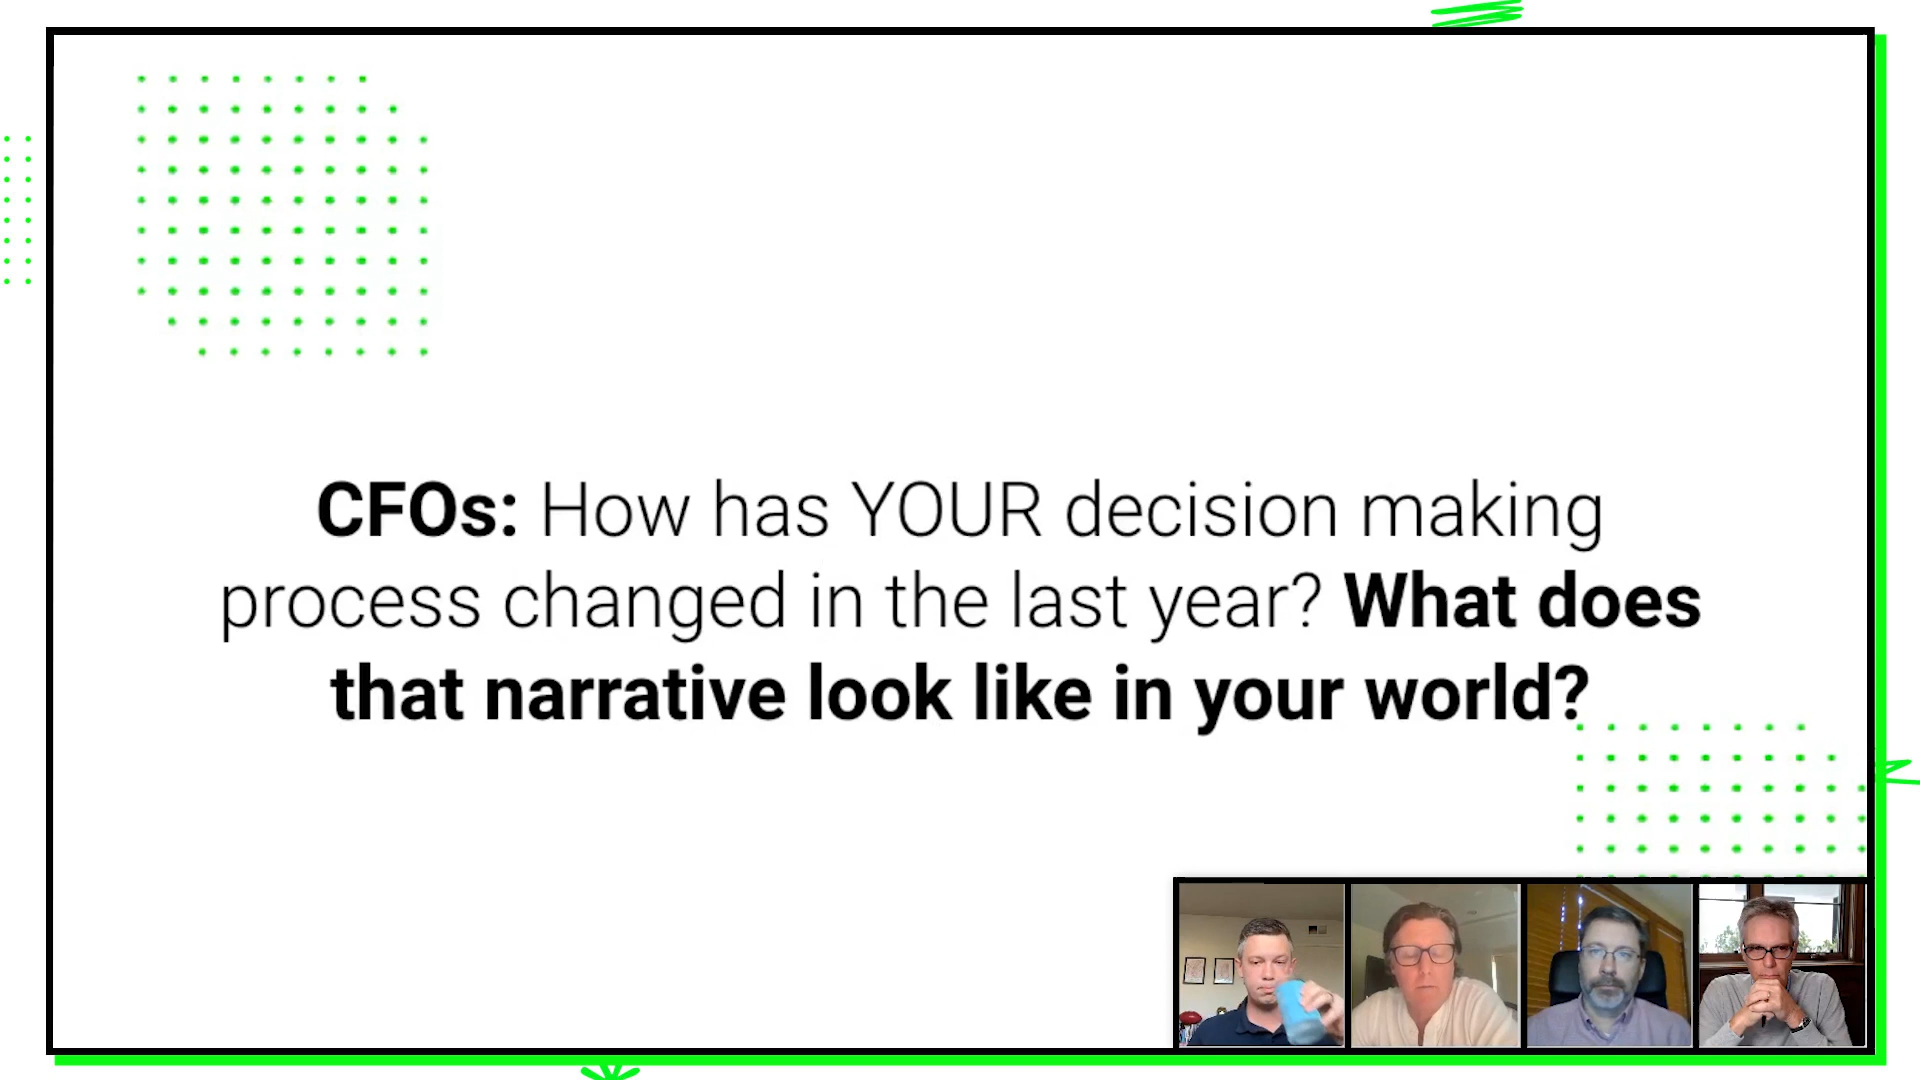 CFOs: How has YOUR decision making
process changed in the last year? What does
that narrative look like in your world?